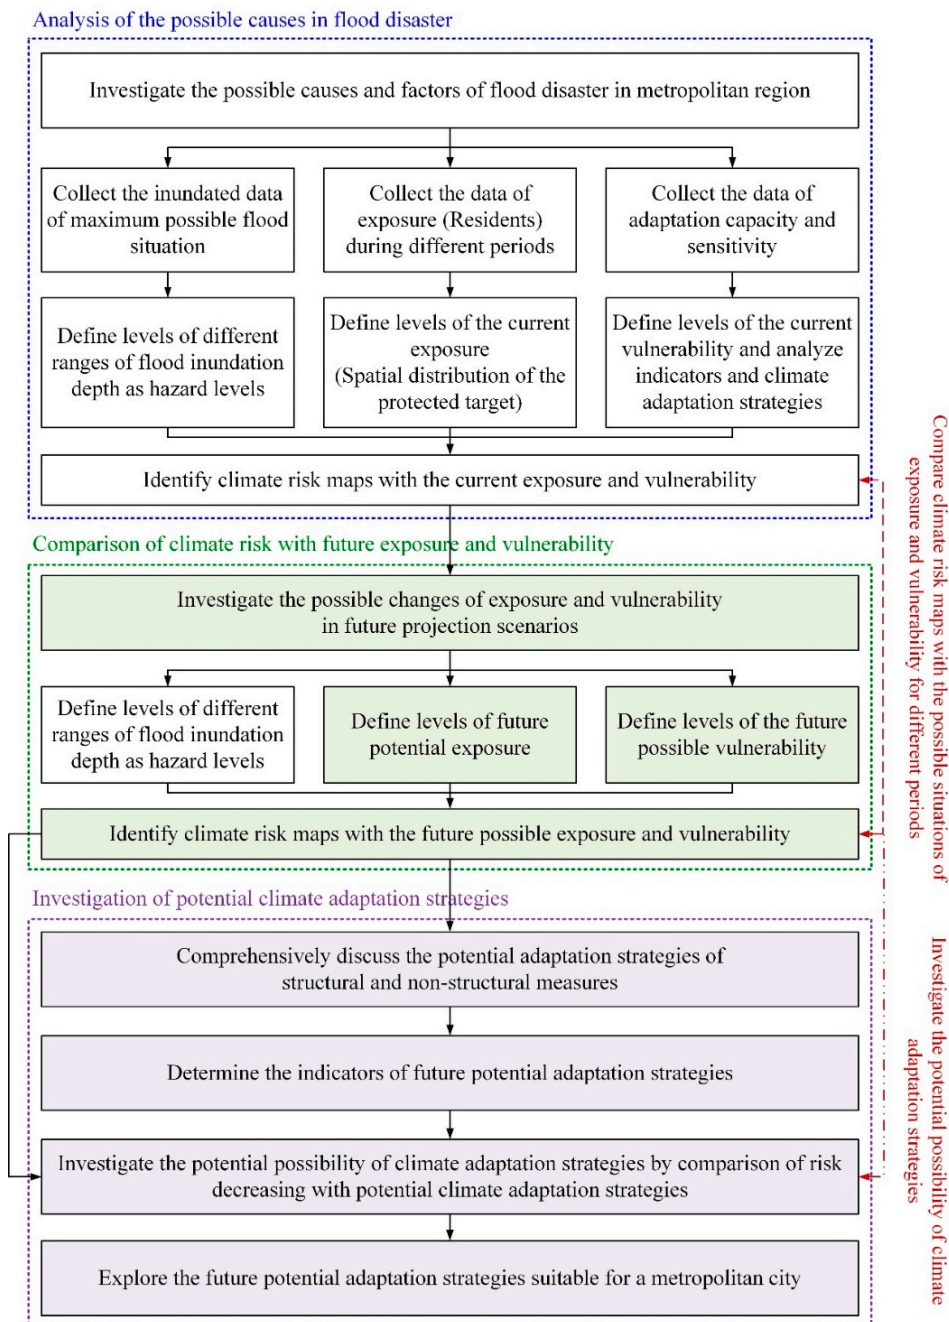 Analysis of the possible causes in flood disaster
Investigate the possible causes and factors of flood disaster in metropolitan region
Collect the inundated data
of maximum possible flood
situation
Collect the data of
exposure (Residents)
during different periods
Collect the data of
adaptation capacity and
sensitivity
Define levels of different
ranges of flood inundation
depth as hazard levels
Define levels of the current
exposure
(Spatial distribution of the
protected target)
Define levels of the current
vulnerability and analyze
indicators and climate
adaptation strategies
Identify climate risk maps with the current exposure and vulnerability
Comparison of climate risk with future exposure and vulnerability
Investigate the possible changes of exposure and vulnerability
in future projection scenarios
Define levels of different
ranges of flood inundation
depth as hazard levels
Define levels of future
potential exposure
Define levels of the future
possible vulnerability
Identify climate risk maps with the future possible exposure and vulnerability
Investigation of potential climate adaptation strategies
Comprehensively discuss the potential adaptation strategies of
structural and non-structural measures
Determine the indicators of future potential adaptation strategies
Investigate the potential possibility of climate adaptation strategies by comparison of risk
decreasing with potential climate adaptation strategies
Explore the future potential adaptation strategies suitable for a metropolitan city
Compare climate risk maps with the possible situations of
exposure and vulnerability for different periods
Investigate the potential possibility of climate
adaptation strategies